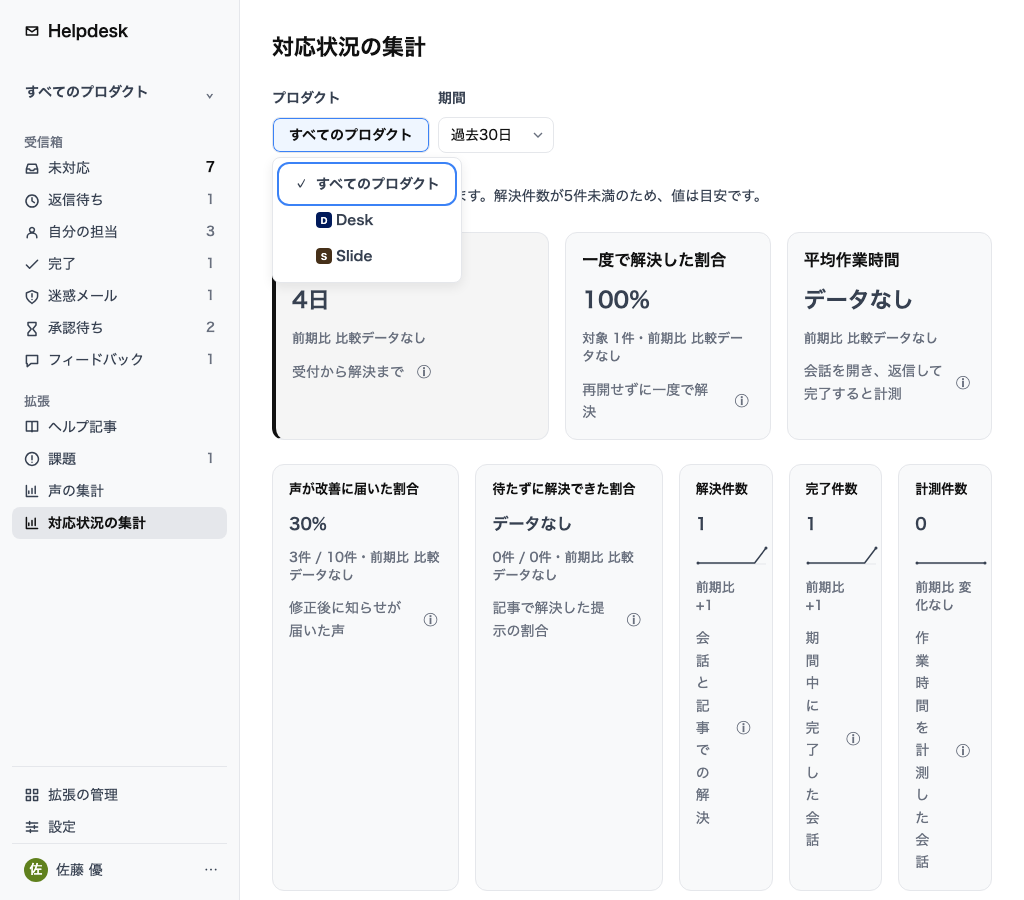 Helpdesk
すべてのプロダクト
受信箱
未対応 7
返信待ち 1
自分の担当 3
完了 1
迷惑メール 1
承認待ち 2
フィードバック 1
拡張
ヘルプ記事
課題 1
声の集計
対応状況の集計
拡張の管理
設定
佐 佐藤 優 …
対応状況の集計
プロダクト 期間
すべてのプロダクト 過去30日
✓ すべてのプロダクト
D Desk
S Slide
ます。解決件数が5件未満のため、値は目安です。
4日
前期比 比較データなし
受付から解決まで
一度で解決した割合
100%
対象 1件・前期比 比較デー
タなし
再開せずに一度で解
決
平均作業時間
データなし
前期比 比較データなし
会話を開き、返信して
完了すると計測
声が改善に届いた割合
30%
3件 / 10件・前期比 比較
データなし
修正後に知らせが
届いた声
待たずに解決できた割合
データなし
0件 / 0件・前期比 比較
データなし
記事で解決した提
示の割合
解決件数
1
前期比
+1
会
話
と
記
事
で
の
解
決
完了件数
1
前期比
+1
期
間
中
に
完
了
し
た
会
話
計測件数
0
前期比 変
化なし
作
業
時
間
を
計
測
し
た
会
話